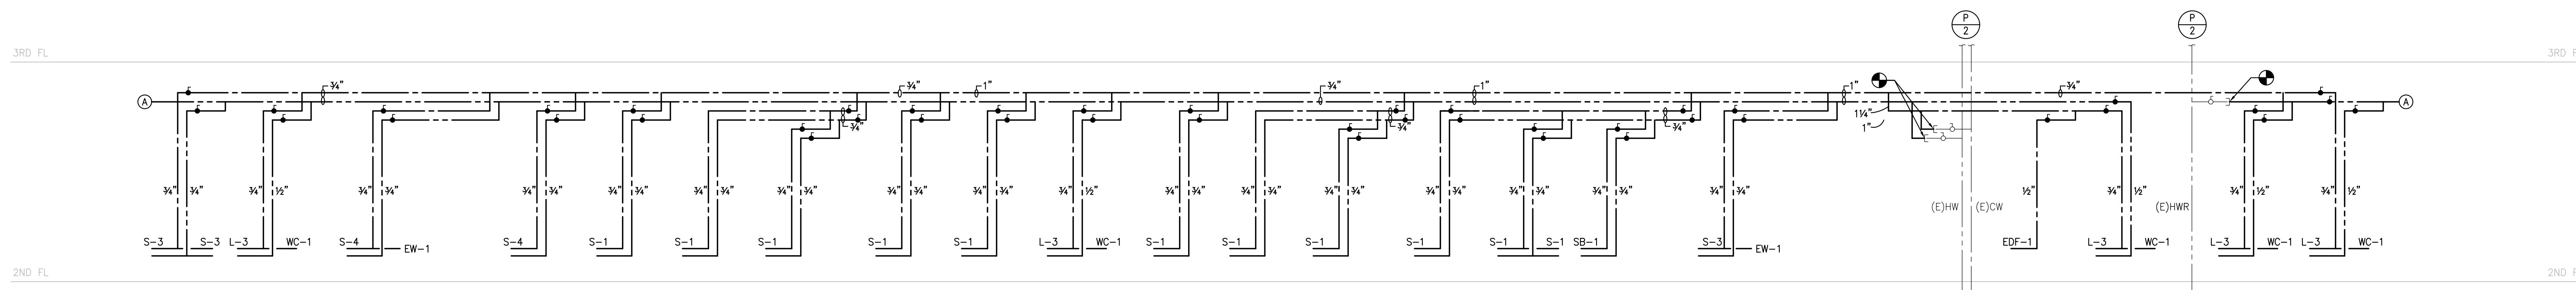 P
2
P
2
3RD FL
3RD F
¾"
¾"
1"
¾"
1"
1"
¾"
A
A
1¼"
1"
¾"
¾"
¾"
¾" ¾" ¾" ½" ¾" ¾" ¾" ¾" ¾" ¾" ¾" ¾" ¾" ¾" ¾" ¾" ¾" ¾" ¾" ½" ¾" ¾" ¾" ¾" ¾" ¾" ¾" ¾" ¾" ¾" ¾" ¾" ¾" ¾" ½" ¾" ½" ¾" ½" ¾" ½"
(E)HW (E)CW (E)HWR
S-3 S-3 L-3 WC-1 S-4 EW-1 S-4 S-1 S-1 S-1 S-1 S-1 L-3 WC-1 S-1 S-1 S-1 S-1 S-1 S-1 SB-1 S-3 EW-1 EDF-1 L-3 WC-1 L-3 WC-1 L-3 WC-1
2ND FL
2ND F